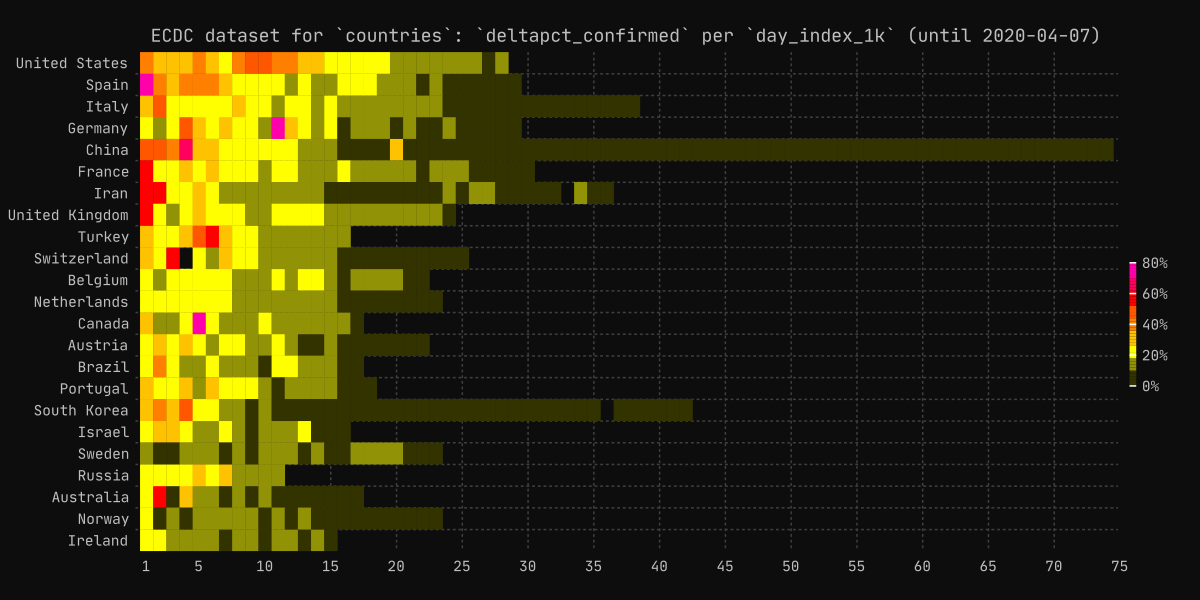 ECDC dataset for `countries`: `deltapct_confirmed` per `day_index_1k` (until 2020-04-07)
United States
Spain
Italy
Germany
China
France
Iran
United Kingdom
Turkey
Switzerland
Belgium
Netherlands
Canada
Austria
Brazil
Portugal
South Korea
Israel
Sweden
Russia
Australia
Norway
Ireland
80%
60%
40%
20%
0%
1 5 10 15 20 25 30 35 40 45 50 55 60 65 70 75